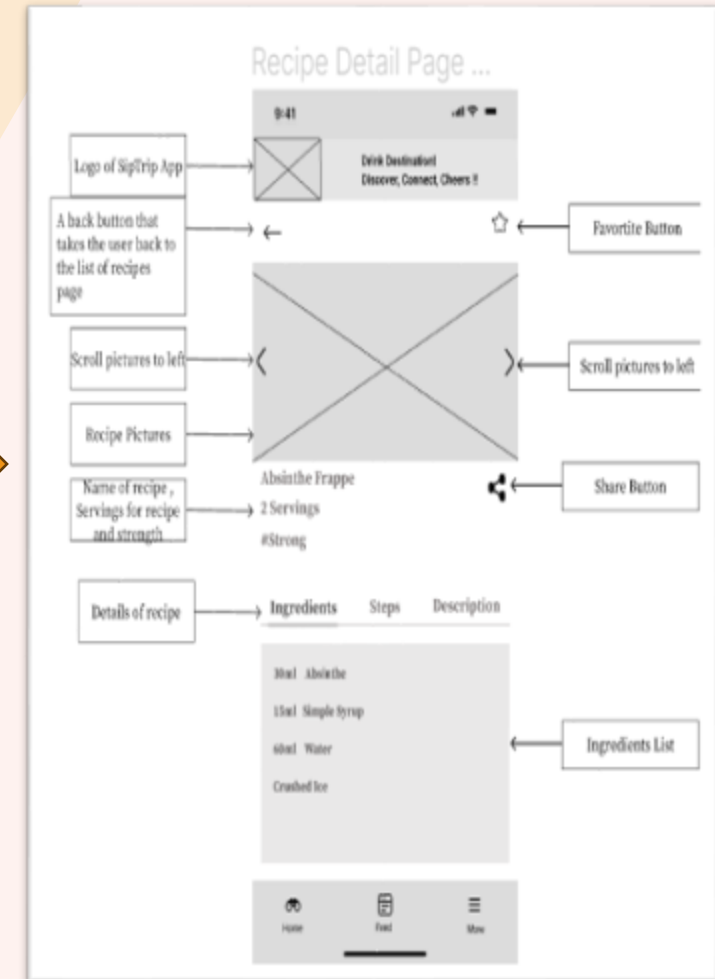 Recipe Detail Page ...
9:41
Logo of SipTrip App
Drink Destination!
Discover, Connect, Cheers !!
A back button that
takes the user back to
the list of recipes
page
Favortite Button
Scroll pictures to left
Scroll pictures to left
Recipe Pictures
Name of recipe ,
Servings for recipe
and strength
Absinthe Frappe
2 Servings
#Strong
Share Button
Details of recipe
Ingredients Steps Description
30ml Absinthe
15ml Simple Syrup
60ml Water
Crushed Ice
Ingredients List
Home Feed More